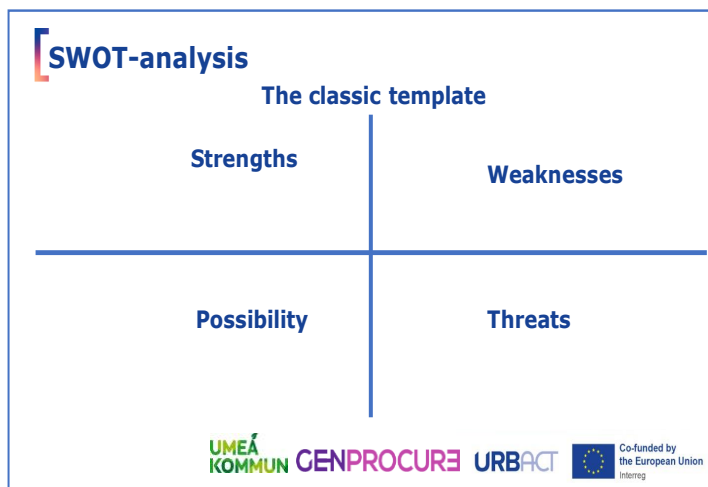 SWOT-analysis
The classic template
Strengths
Weaknesses
Possibility
Threats
UMEÅ
KOMMUN
GENPROCURE
URBACT
Co-funded by
the European Union
Interreg